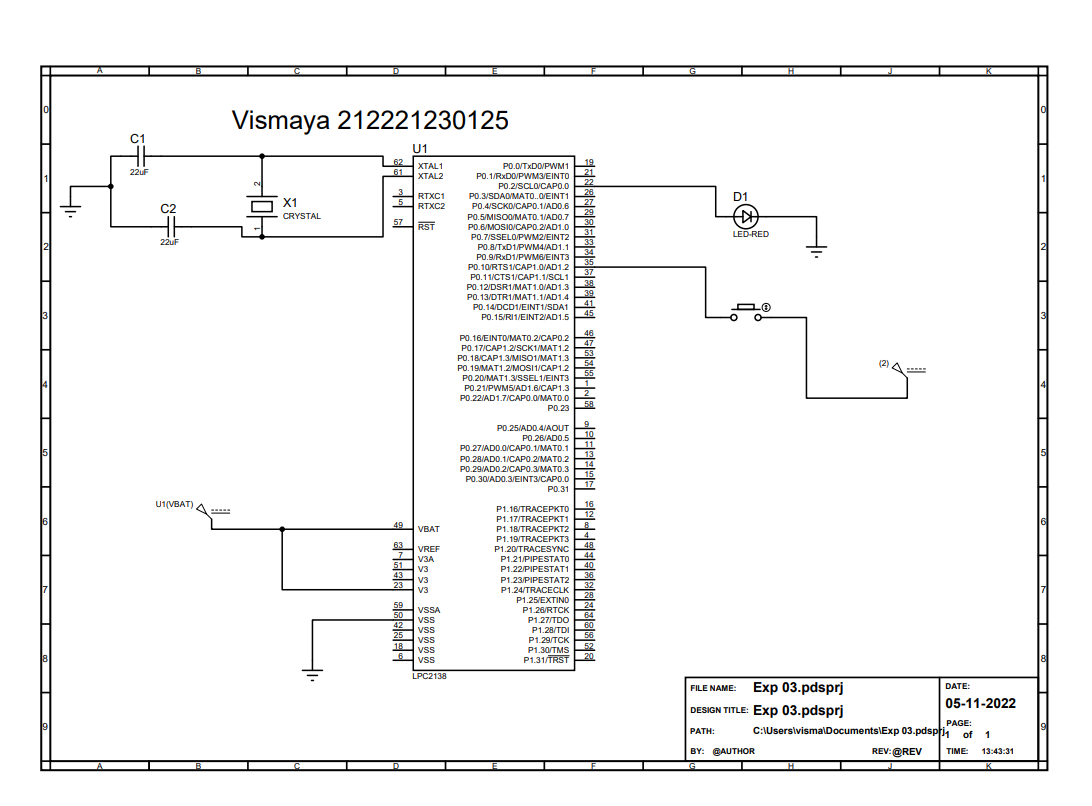 A B C D E F G H J K
0 0
Vismaya 212221230125
C1
22uF
C2
22uF
2
X1
CRYSTAL
1
U1
62 XTAL1
61 XTAL2
3 RTXC1
5 RTXC2
57 RST
P0.0/TxD0/PWM1 19
P0.1/RxD0/PWM3/EINT0 21
P0.2/SCL0/CAP0.0 22
P0.3/SDA0/MAT0..0/EINT1 26
P0.4/SCK0/CAP0.1/AD0.6 27
P0.5/MISO0/MAT0.1/AD0.7 29
P0.6/MOSI0/CAP0.2/AD1.0 30
P0.7/SSEL0/PWM2/EINT2 31
P0.8/TxD1/PWM4/AD1.1 33
P0.9/RxD1/PWM6/EINT3 34
P0.10/RTS1/CAP1.0/AD1.2 35
P0.11/CTS1/CAP1.1/SCL1 37
P0.12/DSR1/MAT1.0/AD1.3 38
P0.13/DTR1/MAT1.1/AD1.4 39
P0.14/DCD1/EINT1/SDA1 41
P0.15/RI1/EINT2/AD1.5 45
P0.16/EINT0/MAT0.2/CAP0.2 46
P0.17/CAP1.2/SCK1/MAT1.2 47
P0.18/CAP1.3/MISO1/MAT1.3 53
P0.19/MAT1.2/MOSI1/CAP1.2 54
P0.20/MAT1.3/SSEL1/EINT3 55
P0.21/PWM5/AD1.6/CAP1.3 1
P0.22/AD1.7/CAP0.0/MAT0.0 2
P0.23 58
P0.25/AD0.4/AOUT 9
P0.26/AD0.5 10
P0.27/AD0.0/CAP0.1/MAT0.1 11
P0.28/AD0.1/CAP0.2/MAT0.2 13
P0.29/AD0.2/CAP0.3/MAT0.3 14
P0.30/AD0.3/EINT3/CAP0.0 15
P0.31 17
P1.16/TRACEPKT0 16
P1.17/TRACEPKT1 12
P1.18/TRACEPKT2 8
P1.19/TRACEPKT3 4
P1.20/TRACESYNC 48
P1.21/PIPESTAT0 44
P1.22/PIPESTAT1 40
P1.23/PIPESTAT2 36
P1.24/TRACECLK 32
P1.25/EXTIN0 28
P1.26/RTCK 24
P1.27/TDO 64
P1.28/TDI 60
P1.29/TCK 56
P1.30/TMS 52
P1.31/TRST 20
U1(VBAT)
49 VBAT
63 VREF
7 V3A
51 V3
43 V3
23 V3
59 VSSA
50 VSS
42 VSS
25 VSS
18 VSS
6 VSS
LPC2138
D1
LED-RED
(2)
1 1
2 2
3 3
4 4
5 5
6 6
7 7
8 8
9 9
FILE NAME: Exp 03.pdsprj
DESIGN TITLE: Exp 03.pdsprj
PATH: C:\Users\visma\Documents\Exp 03.pdsprj
BY: @AUTHOR REV:@REV
DATE:
05-11-2022
PAGE:
1 of 1
TIME: 13:43:31
A B C D E F G H J K